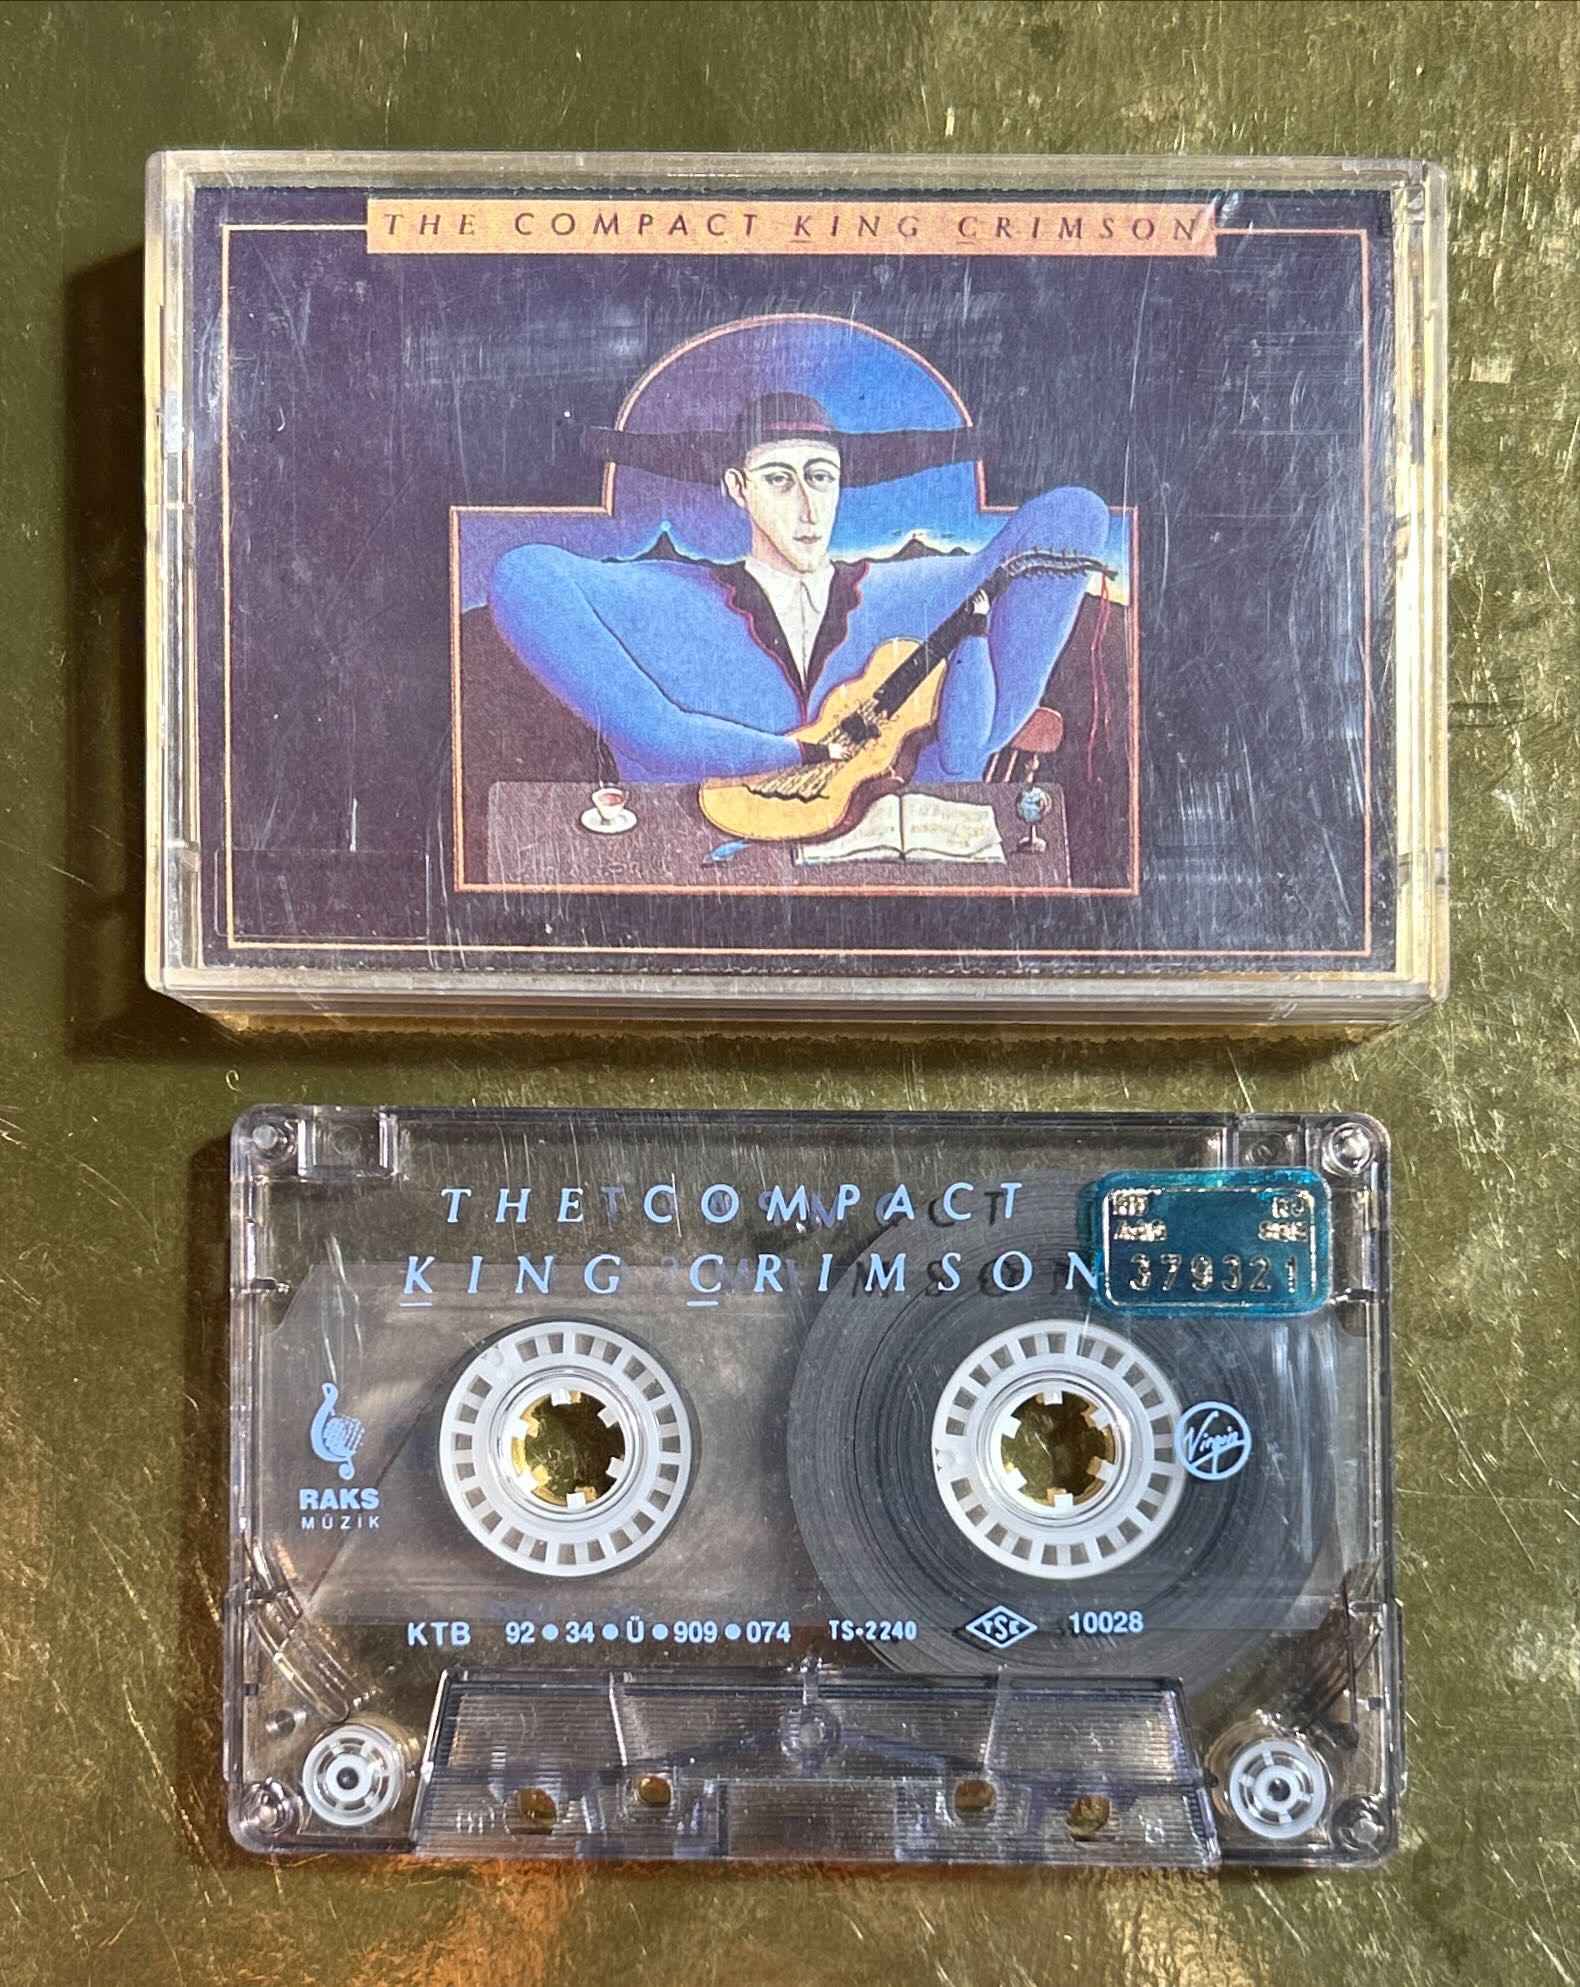 THE COMPACT KING CRIMSON
THE COMPACT
KING CRIMSON
379321
Virgin
RAKS
MÜZİK
KTB 92•34•Ü•909•074 TS•2240 TSE 10028